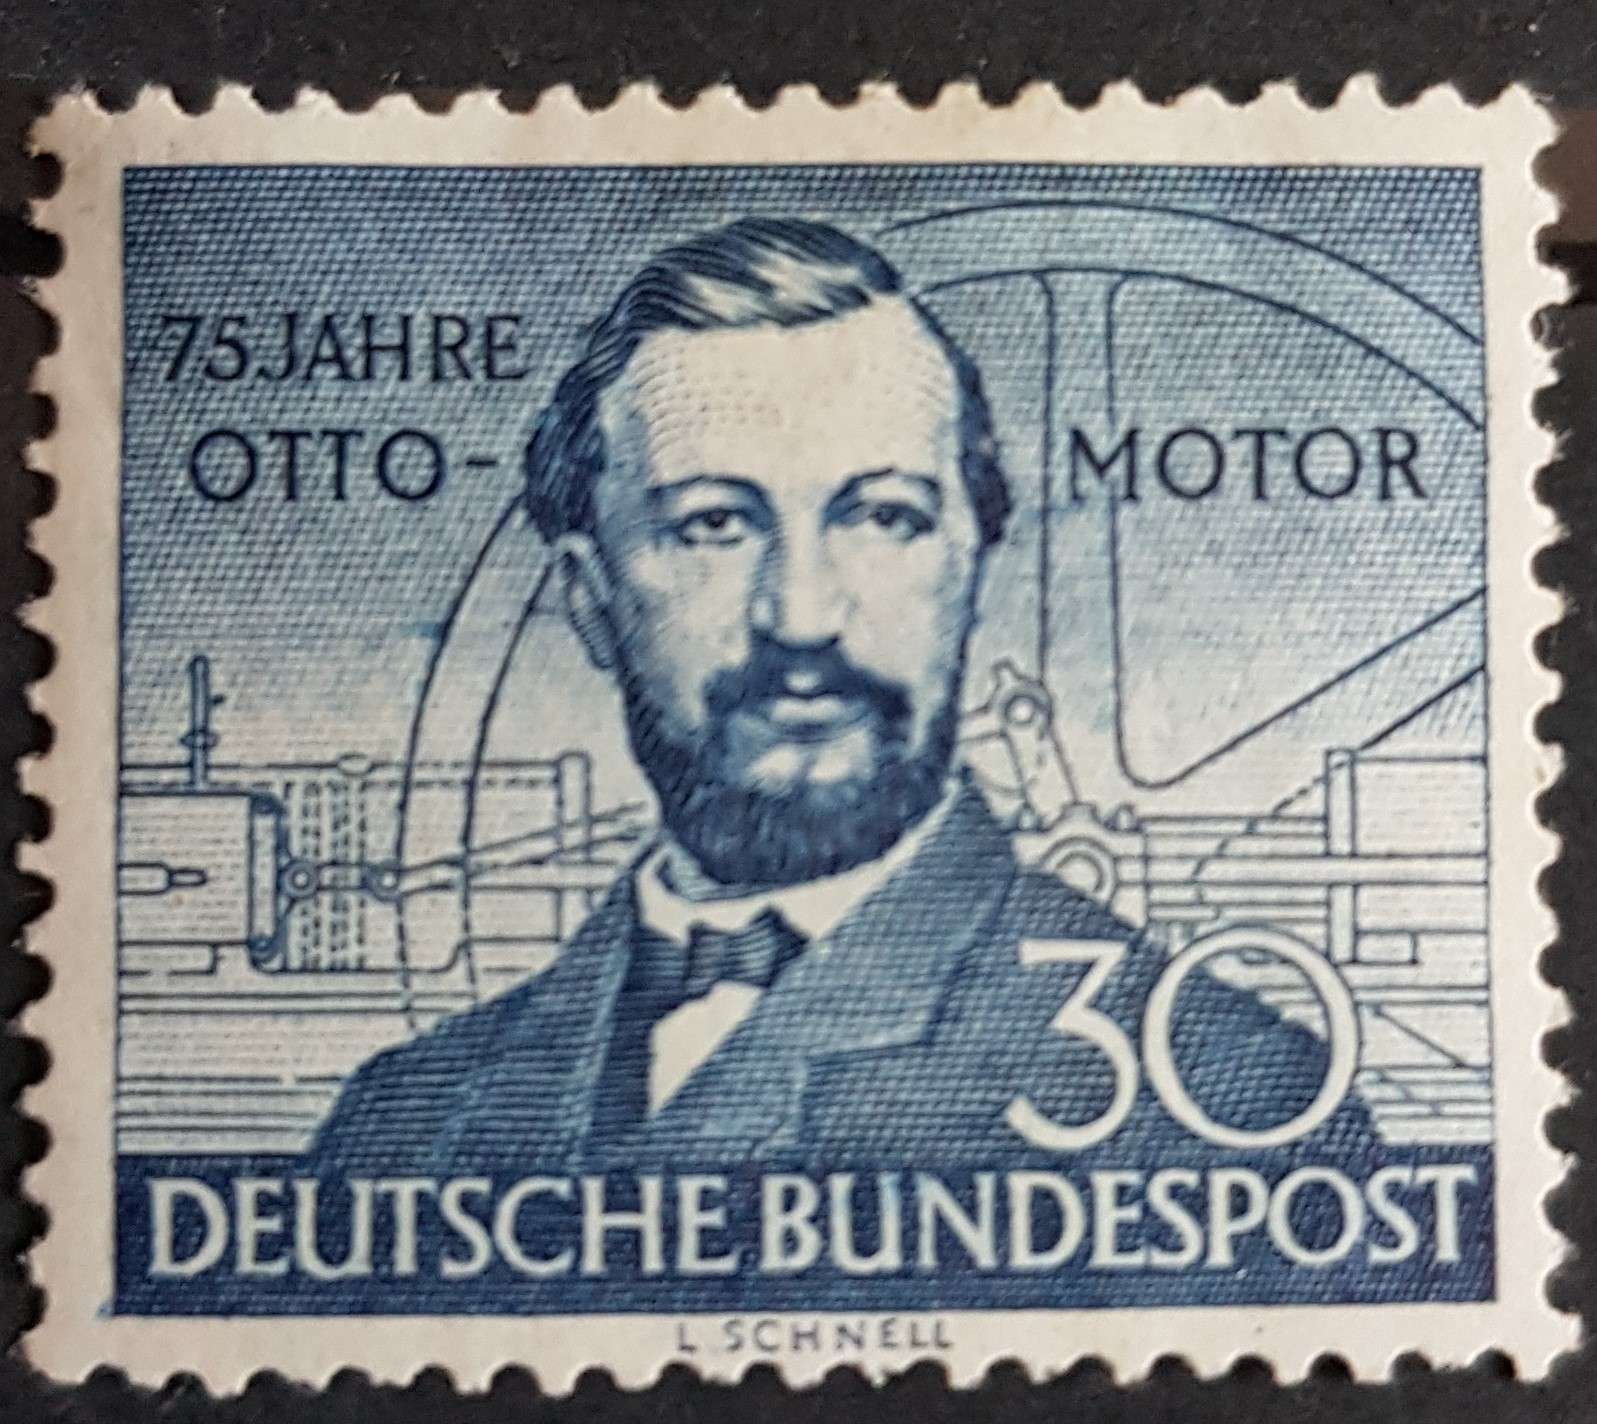 75 JAHRE
OTTO - MOTOR
30
DEUTSCHE BUNDESPOST
L. SCHNELL